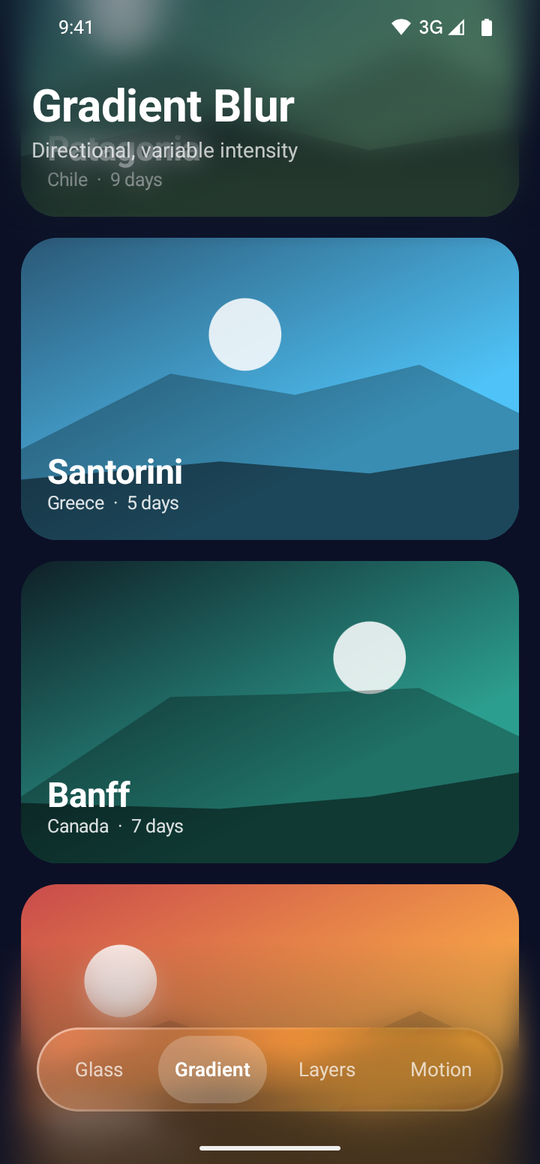 9:41 3G
Gradient Blur
Patagonia
Directional, variable intensity
Chile · 9 days
Santorini
Greece · 5 days
Banff
Canada · 7 days
Glass Gradient Layers Motion